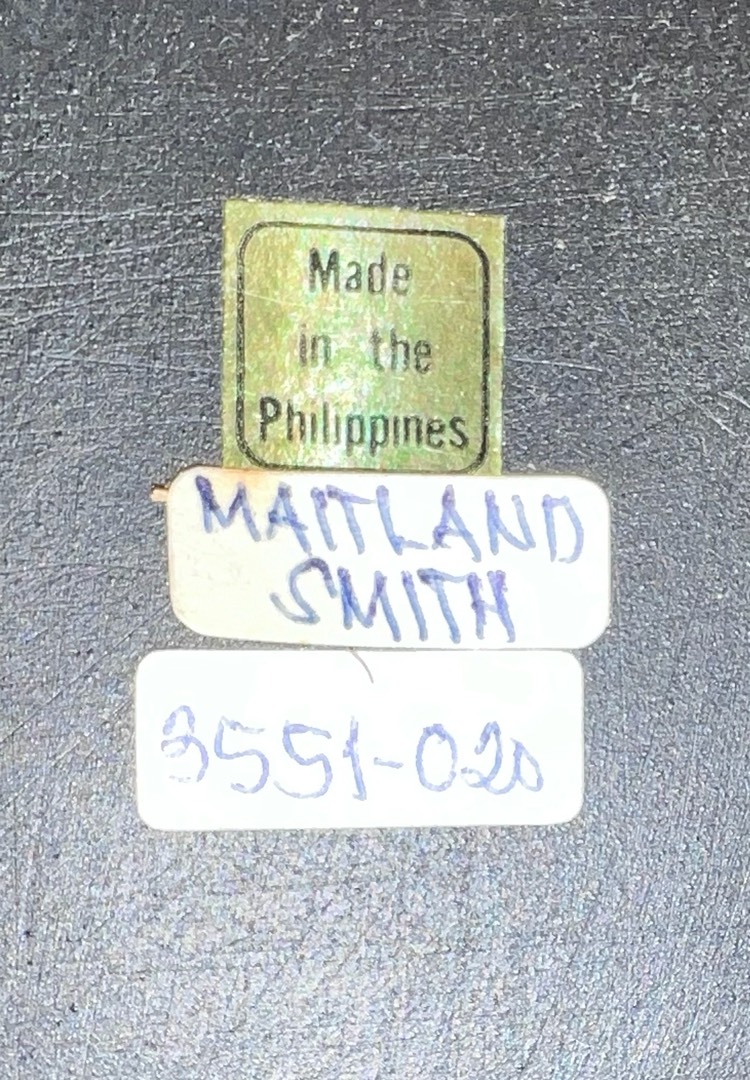 Made
in the
Philippines
MAITLAND
SMITH
3551-020